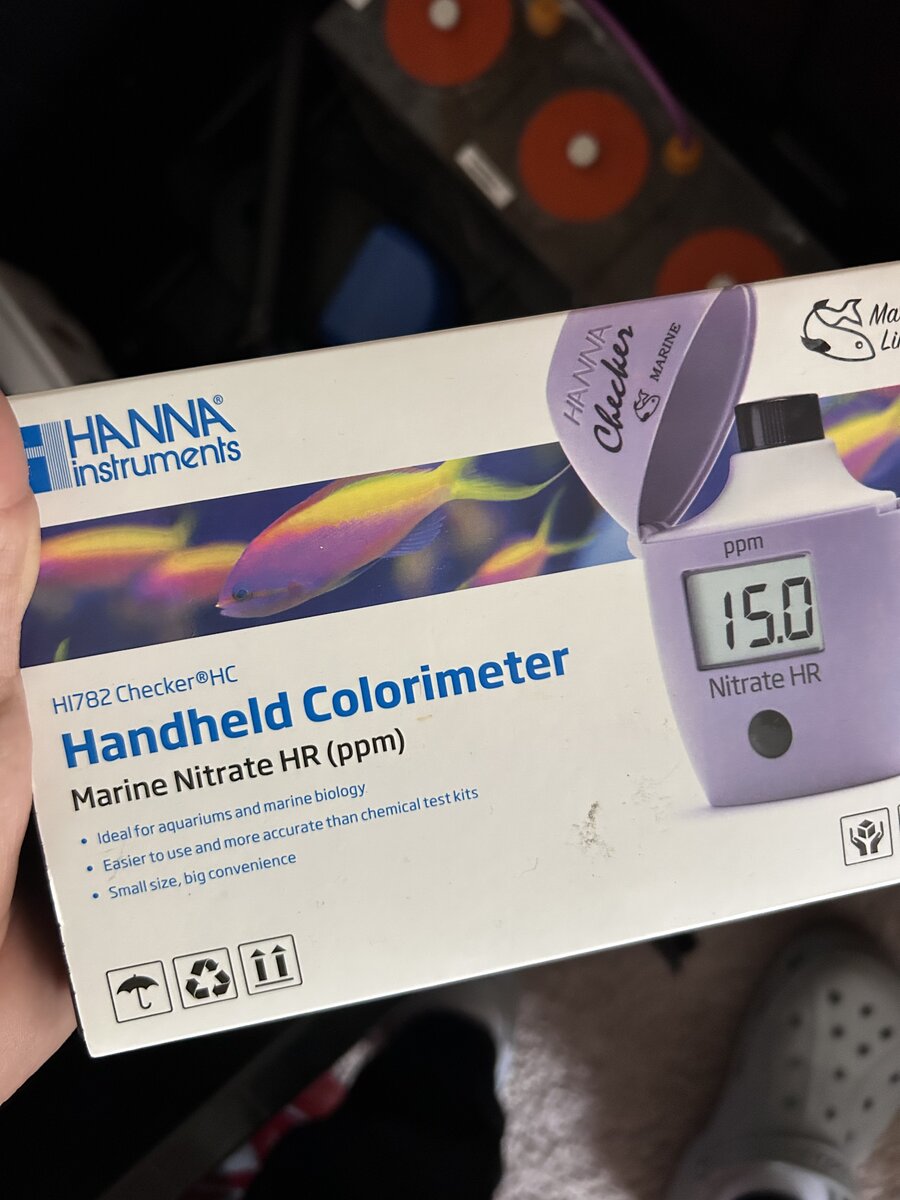 HANNA®
instruments
HANNA
Checker
MARINE
ppm
15.0
Nitrate HR
HI782 Checker®HC
Handheld Colorimeter
Marine Nitrate HR (ppm)
• Ideal for aquariums and marine biology
• Easier to use and more accurate than chemical test kits
• Small size, big convenience